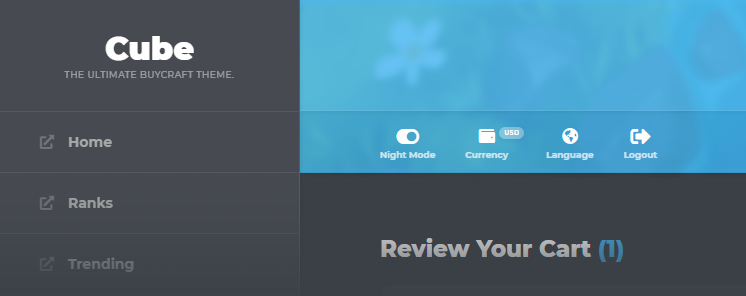 Cube
THE ULTIMATE BUYCRAFT THEME.
Home
Ranks
Trending
Night Mode
Currency
USD
Language
Logout
Review Your Cart (1)